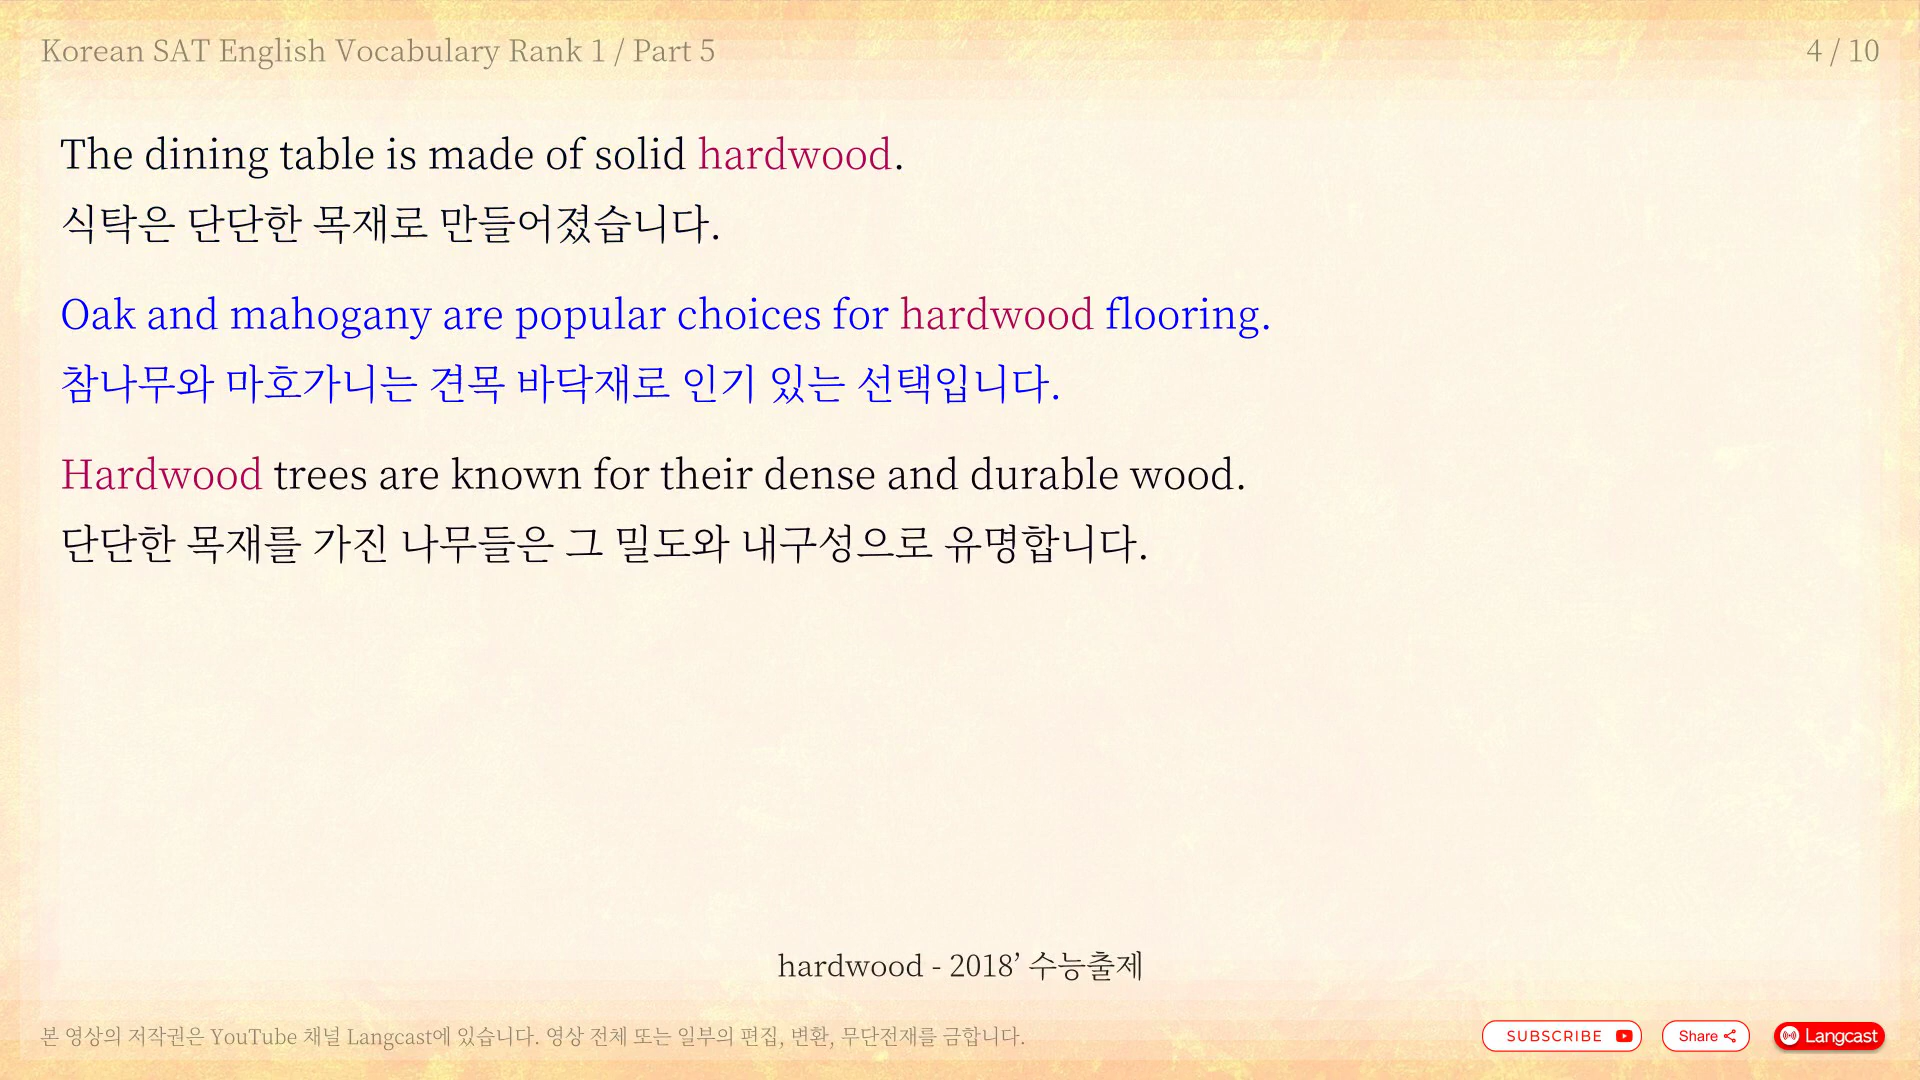 Korean SAT English Vocabulary Rank 1 / Part 5
4 / 10
The dining table is made of solid hardwood.
식탁은 단단한 목재로 만들어졌습니다.
Oak and mahogany are popular choices for hardwood flooring.
참나무와 마호가니는 견목 바닥재로 인기 있는 선택입니다.
Hardwood trees are known for their dense and durable wood.
단단한 목재를 가진 나무들은 그 밀도와 내구성으로 유명합니다.
hardwood - 2018’ 수능출제
본 영상의 저작권은 YouTube 채널 Langcast에 있습니다. 영상 전체 또는 일부의 편집, 변환, 무단전재를 금합니다.
SUBSCRIBE
Share
Langcast